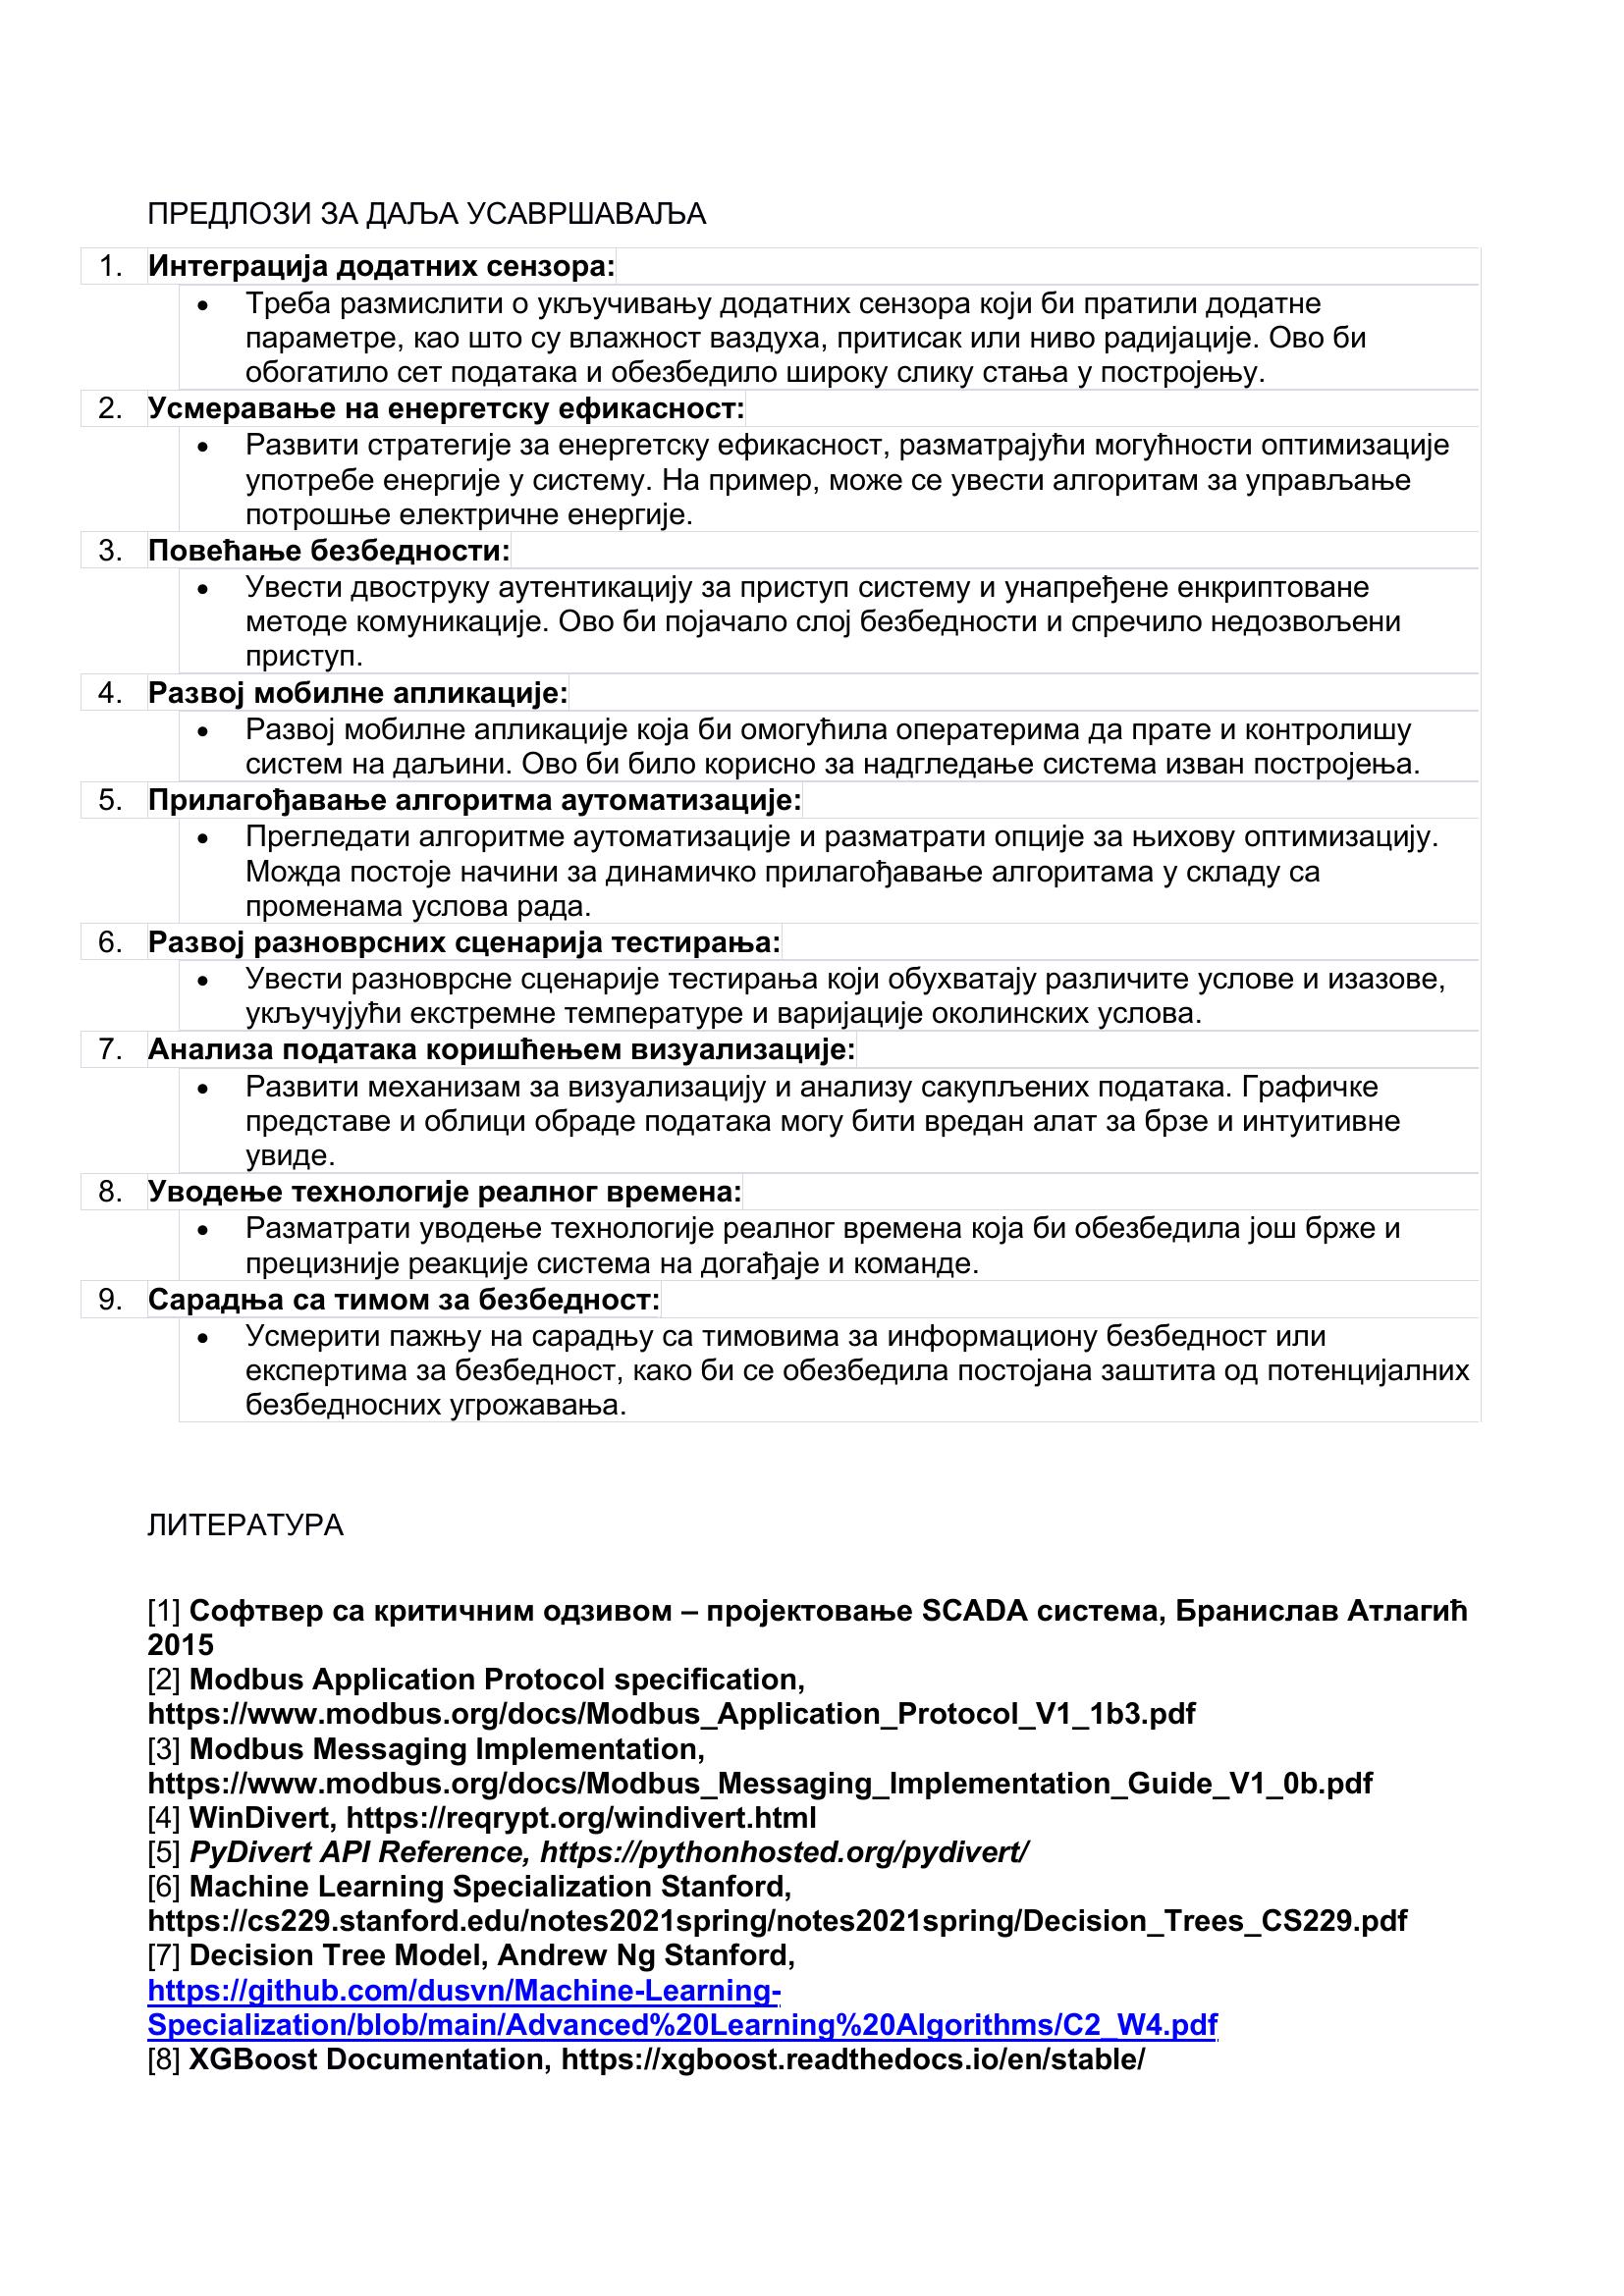 ПРЕДЛОЗИ ЗА ДАЉА УСАВРШАВАЉА
1. Интеграција додатних сензора:
• Треба размислити о укључивању додатних сензора који би пратили додатне
параметре, као што су влажност ваздуха, притисак или ниво радијације. Ово би
обогатило сет података и обезбедило широку слику стања у постројењу.
2. Усмеравање на енергетску ефикасност:
• Развити стратегије за енергетску ефикасност, разматрајући могућности оптимизације
употребе енергије у систему. На пример, може се увести алгоритам за управљање
потрошње електричне енергије.
3. Повећање безбедности:
• Увести двоструку аутентикацију за приступ систему и унапређене енкриптоване
методе комуникације. Ово би појачало слој безбедности и спречило недозвољени
приступ.
4. Развој мобилне апликације:
• Развој мобилне апликације која би омогућила оператерима да прате и контролишу
систем на даљини. Ово би било корисно за надгледање система изван постројења.
5. Прилагођавање алгоритма аутоматизације:
• Прегледати алгоритме аутоматизације и разматрати опције за њихову оптимизацију.
Можда постоје начини за динамичко прилагођавање алгоритама у складу са
променама услова рада.
6. Развој разноврсних сценарија тестирања:
• Увести разноврсне сценарије тестирања који обухватају различите услове и изазове,
укључујући екстремне температуре и варијације околинских услова.
7. Анализа података коришћењем визуализације:
• Развити механизам за визуализацију и анализу сакупљених података. Графичке
представе и облици обраде података могу бити вредан алат за брзе и интуитивне
увиде.
8. Уводење технологије реалног времена:
• Разматрати уводење технологије реалног времена која би обезбедила још брже и
прецизније реакције система на догађаје и команде.
9. Сарадња са тимом за безбедност:
• Усмерити пажњу на сарадњу са тимовима за информациону безбедност или
експертима за безбедност, како би се обезбедила постојана заштита од потенцијалних
безбедносних угрожавања.
ЛИТЕРАТУРА
[1] Софтвер са критичним одзивом – пројектовање SCADA система, Бранислав Атлагић
2015
[2] Modbus Application Protocol specification,
https://www.modbus.org/docs/Modbus_Application_Protocol_V1_1b3.pdf
[3] Modbus Messaging Implementation,
https://www.modbus.org/docs/Modbus_Messaging_Implementation_Guide_V1_0b.pdf
[4] WinDivert, https://reqrypt.org/windivert.html
[5] PyDivert API Reference, https://pythonhosted.org/pydivert/
[6] Machine Learning Specialization Stanford,
https://cs229.stanford.edu/notes2021spring/notes2021spring/Decision_Trees_CS229.pdf
[7] Decision Tree Model, Andrew Ng Stanford,
https://github.com/dusvn/Machine-Learning-
Specialization/blob/main/Advanced%20Learning%20Algorithms/C2_W4.pdf
[8] XGBoost Documentation, https://xgboost.readthedocs.io/en/stable/